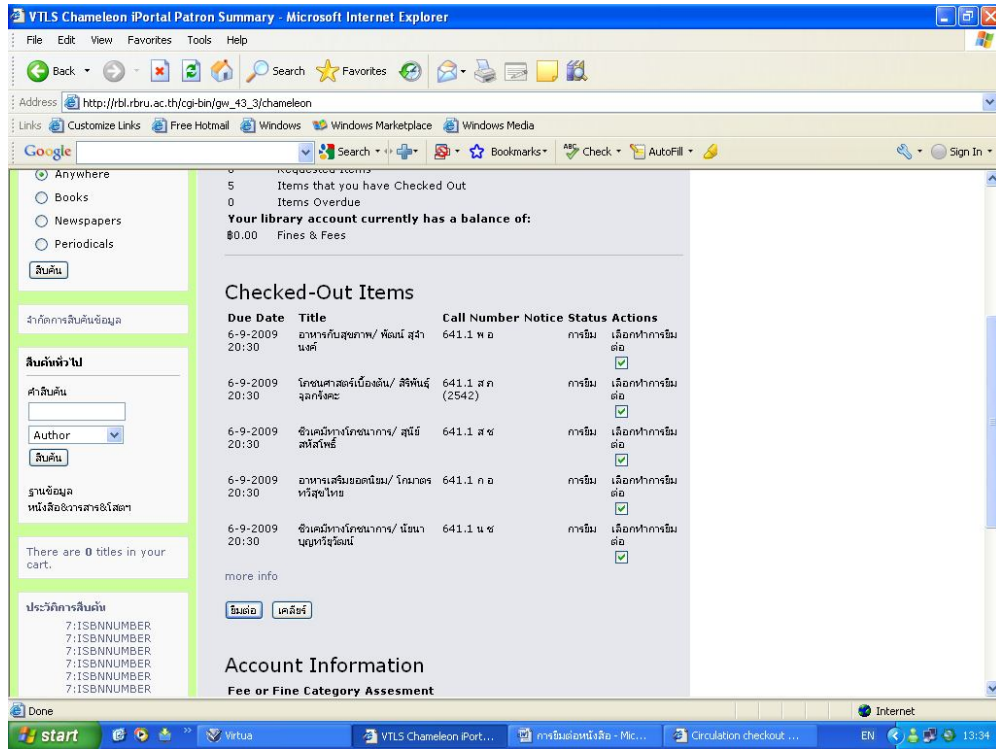 VTLS Chameleon iPortal Patron Summary - Microsoft Internet Explorer
File Edit View Favorites Tools Help
Back Search Favorites
Address http://rbl.rbru.ac.th/cgi-bin/gw_43_3/chameleon
Links Customize Links Free Hotmail Windows Windows Marketplace Windows Media
Google Search Bookmarks Check AutoFill Sign In
Anywhere
Books
Newspapers
Periodicals
สืบค้น
จำกัดการสืบค้นข้อมูล
สืบค้นทั่วไป
คำสืบค้น
Author
สืบค้น
ฐานข้อมูล
หนังสือ&วารสาร&โสตฯ
There are 0 titles in your
cart.
ประวัติการสืบค้น
7:ISBNNUMBER
7:ISBNNUMBER
7:ISBNNUMBER
7:ISBNNUMBER
7:ISBNNUMBER
7:ISBNNUMBER
Requested Items
5 Items that you have Checked Out
0 Items Overdue
Your library account currently has a balance of:
฿0.00 Fines & Fees
Checked-Out Items
Due Date Title Call Number Notice Status Actions
6-9-2009 อาหารกับสุขภาพ/ พัฒน์ สุจำ 641.1 พ อ การยืม เลือกทำการยืม
20:30 นงค์ ต่อ
6-9-2009 โภชนศาสตร์เบื้องต้น/ สิริพันธุ์ 641.1 ส ภ การยืม เลือกทำการยืม
20:30 จุลกรังคะ (2542) ต่อ
6-9-2009 ชีวเคมีทางโภชนาการ/ สุนีย์ 641.1 ส ช การยืม เลือกทำการยืม
20:30 สหัสโพธิ์ ต่อ
6-9-2009 อาหารเสริมยอดนิยม/ โกมาตร 641.1 ก อ การยืม เลือกทำการยืม
20:30 ทวีสุขไทย ต่อ
6-9-2009 ชีวเคมีทางโภชนาการ/ นัยนา 641.1 น ช การยืม เลือกทำการยืม
20:30 บุญทวียุวัฒน์ ต่อ
more info
ยืมต่อ เคลียร์
Account Information
Fee or Fine Category Assesment
Done Internet
start Virtua VTLS Chameleon iPort... การยืมต่อหนังสือ - Mic... Circulation checkout ... EN 13:34